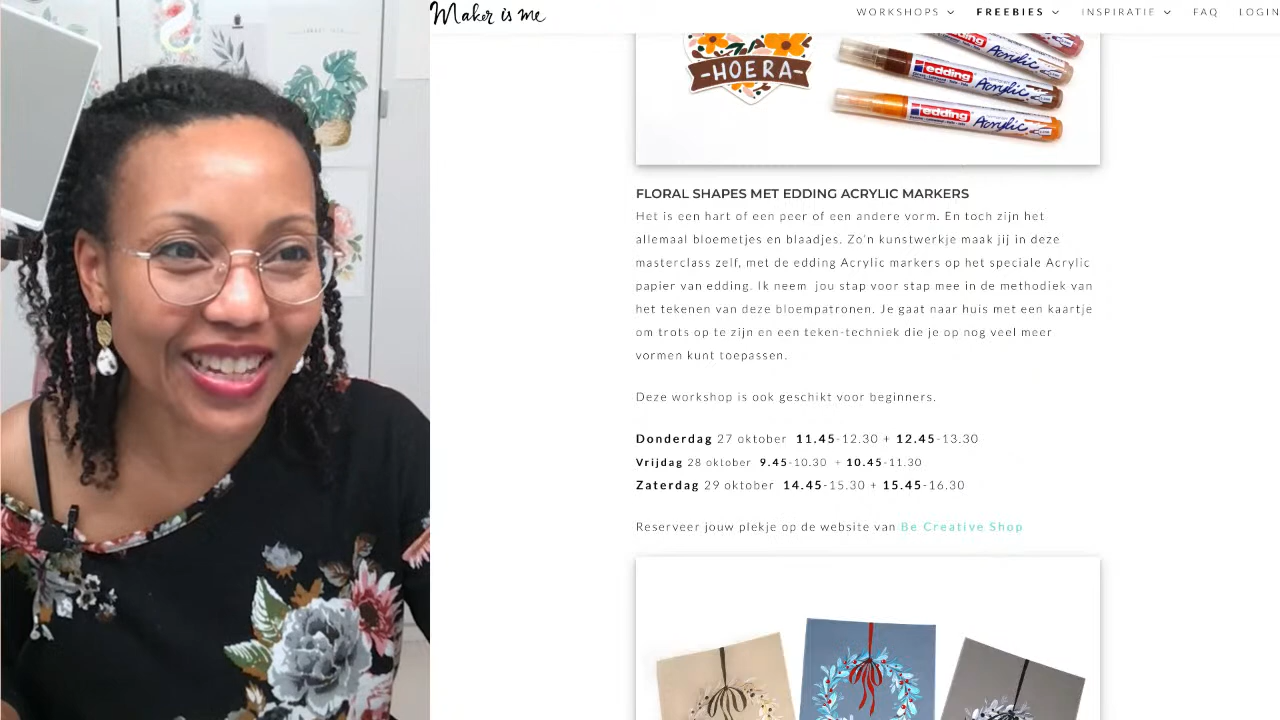 Maker is me
WORKSHOPS FREEBIES INSPIRATIE FAQ LOGIN
-HOERA-
edding Acrylic
edding Acrylic
edding Acrylic
FLORAL SHAPES MET EDDING ACRYLIC MARKERS
Het is een hart of een peer of een andere vorm. En toch zijn het
allemaal bloemetjes en blaadjes. Zo'n kunstwerkje maak jij in deze
masterclass zelf, met de edding Acrylic markers op het speciale Acrylic
papier van edding. Ik neem jou stap voor stap mee in de methodiek van
het tekenen van deze bloempatronen. Je gaat naar huis met een kaartje
om trots op te zijn en een teken-techniek die je op nog veel meer
vormen kunt toepassen.
Deze workshop is ook geschikt voor beginners.
Donderdag 27 oktober 11.45-12.30 + 12.45-13.30
Vrijdag 28 oktober 9.45-10.30 + 10.45-11.30
Zaterdag 29 oktober 14.45-15.30 + 15.45-16.30
Reserveer jouw plekje op de website van Be Creative Shop